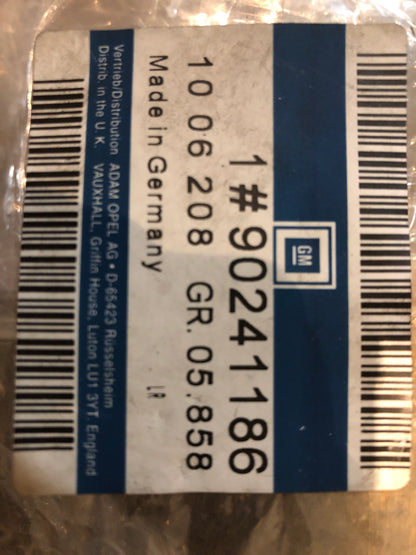 GM
1#90241186
10 06 208 GR. 05.858
Made in Germany LR
Vertrieb/Distribution ADAM OPEL AG • D-65423 Rüsselsheim
Distrib. in the U. K. VAUXHALL, Griffin House, Luton LU1 3YT. England